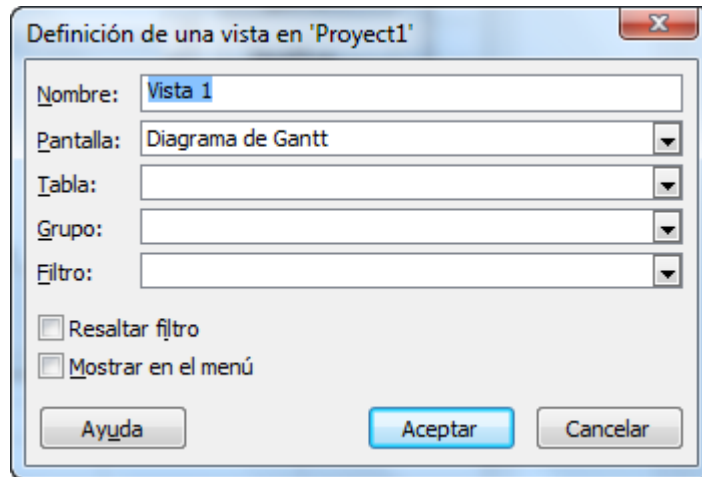 Definición de una vista en 'Proyect1'
Nombre: Vista 1
Pantalla: Diagrama de Gantt
Tabla:
Grupo:
Filtro:
Resaltar filtro
Mostrar en el menú
Ayuda Aceptar Cancelar